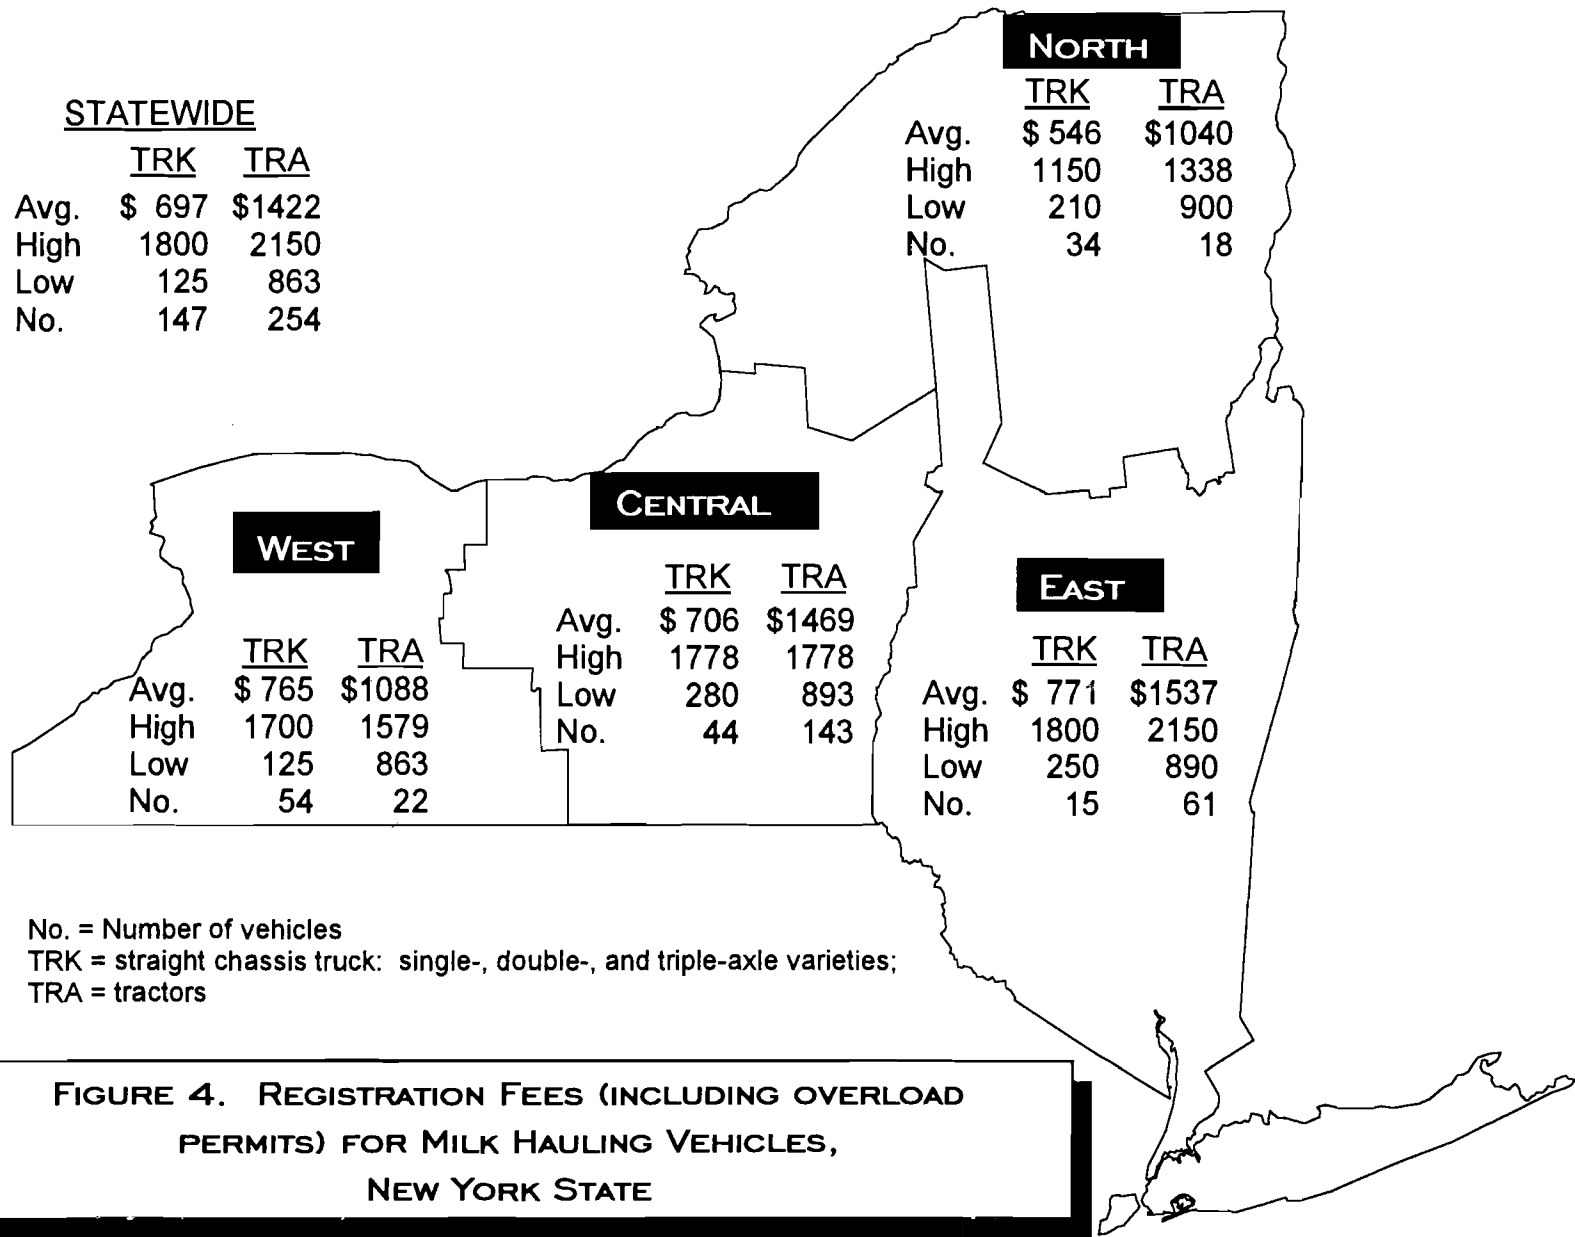 STATEWIDE
TRK TRA
Avg. $ 697 $1422
High 1800 2150
Low 125 863
No. 147 254
NORTH
TRK TRA
Avg. $ 546 $1040
High 1150 1338
Low 210 900
No. 34 18
WEST
TRK TRA
Avg. $ 765 $1088
High 1700 1579
Low 125 863
No. 54 22
CENTRAL
TRK TRA
Avg. $ 706 $1469
High 1778 1778
Low 280 893
No. 44 143
EAST
TRK TRA
Avg. $ 771 $1537
High 1800 2150
Low 250 890
No. 15 61
No. = Number of vehicles
TRK = straight chassis truck: single-, double-, and triple-axle varieties;
TRA = tractors
FIGURE 4. REGISTRATION FEES (INCLUDING OVERLOAD
PERMITS) FOR MILK HAULING VEHICLES,
NEW YORK STATE